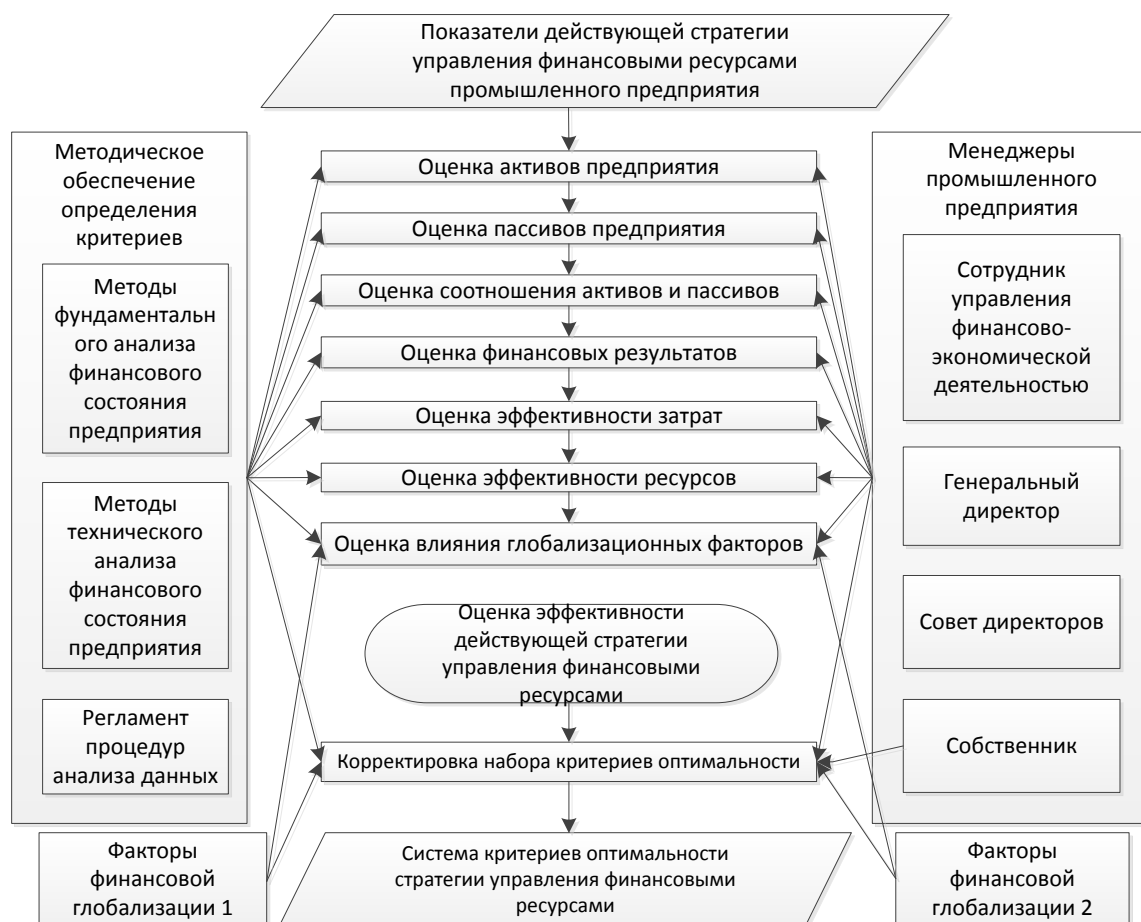 Показатели действующей стратегии
управления финансовыми ресурсами
промышленного предприятия
Методическое
обеспечение
определения
критериев
Методы
фундаментальн
ого анализа
финансового
состояния
предприятия
Методы
технического
анализа
финансового
состояния
предприятия
Регламент
процедур
анализа данных
Факторы
финансовой
глобализации 1
Оценка активов предприятия
Оценка пассивов предприятия
Оценка соотношения активов и пассивов
Оценка финансовых результатов
Оценка эффективности затрат
Оценка эффективности ресурсов
Оценка влияния глобализационных факторов
Оценка эффективности
действующей стратегии
управления финансовыми
ресурсами
Корректировка набора критериев оптимальности
Система критериев оптимальности
стратегии управления финансовыми
ресурсами
Менеджеры
промышленного
предприятия
Сотрудник
управления
финансово-
экономической
деятельностью
Генеральный
директор
Совет директоров
Собственник
Факторы
финансовой
глобализации 2